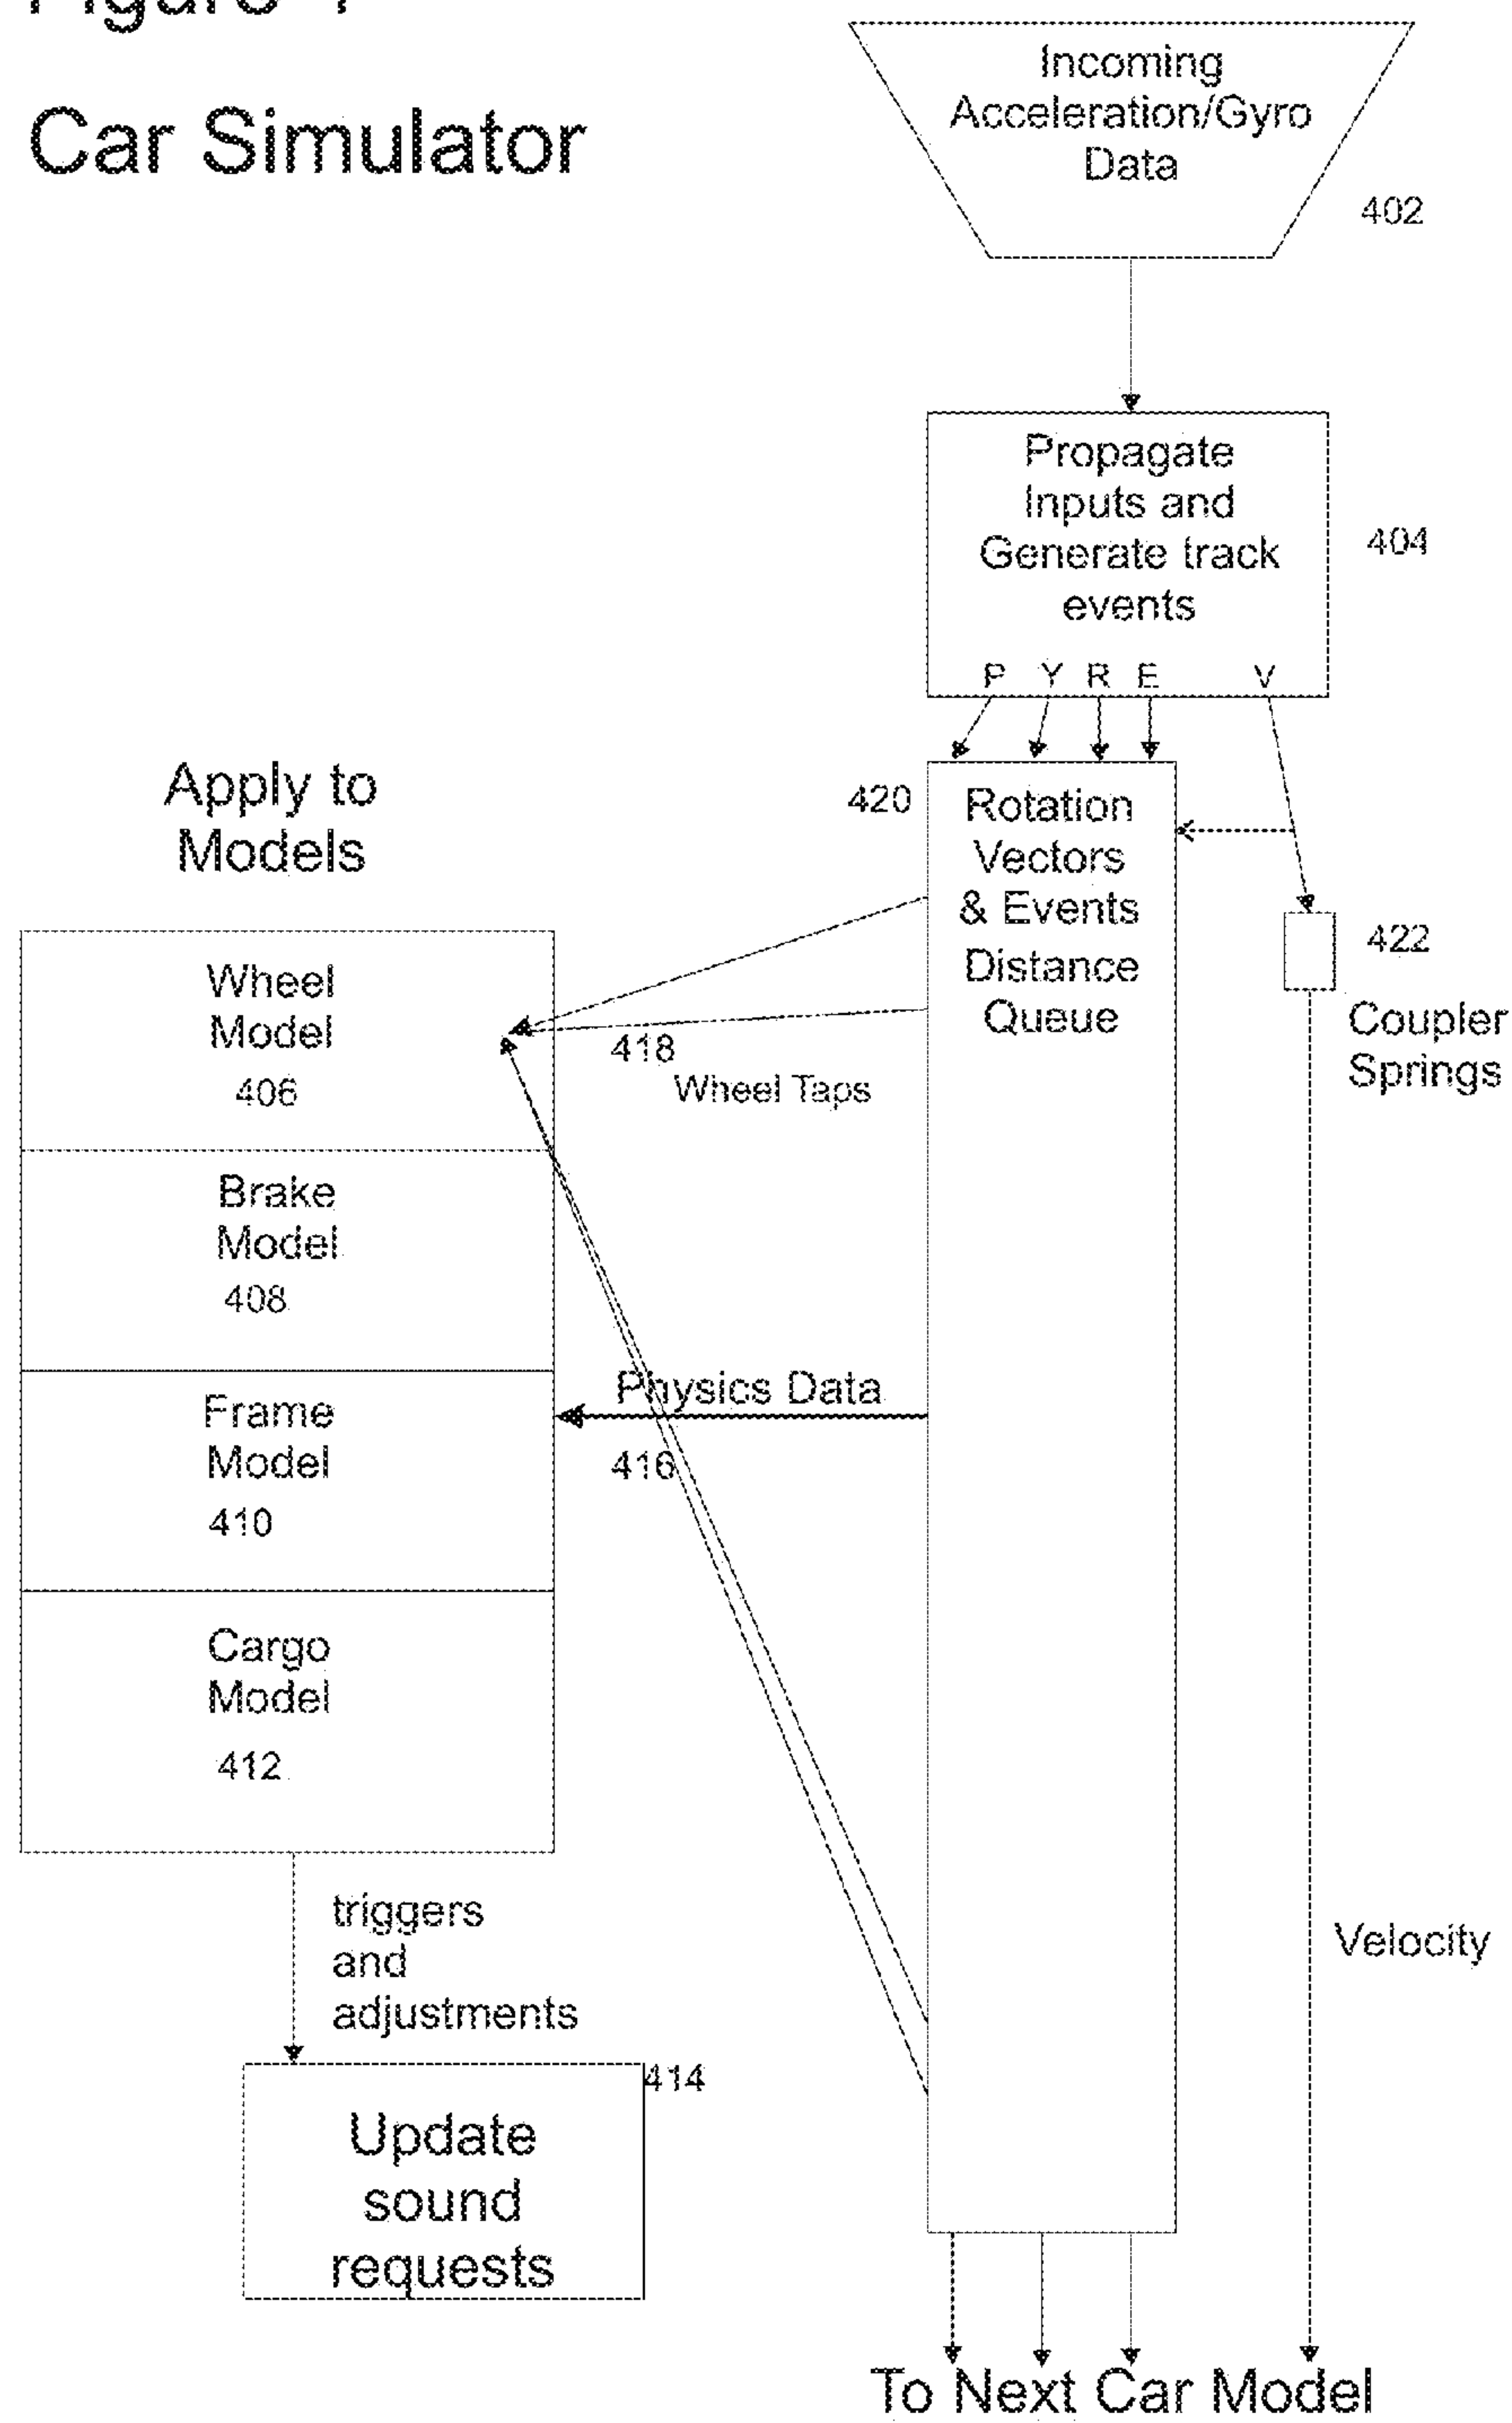 Car Simulator
Incoming
Acceleration/Gyro
Data
402
Propagate
Inputs and
Generate track
events
404
P Y R E V
420
Rotation
Vectors
& Events
Distance
Queue
422
Coupler
Springs
Apply to
Models
Wheel
Model
406
418
Wheel Taps
Brake
Model
408
Physics Data
416
Frame
Model
410
Cargo
Model
412
triggers
and
adjustments
Velocity
414
Update
sound
requests
To Next Car Model